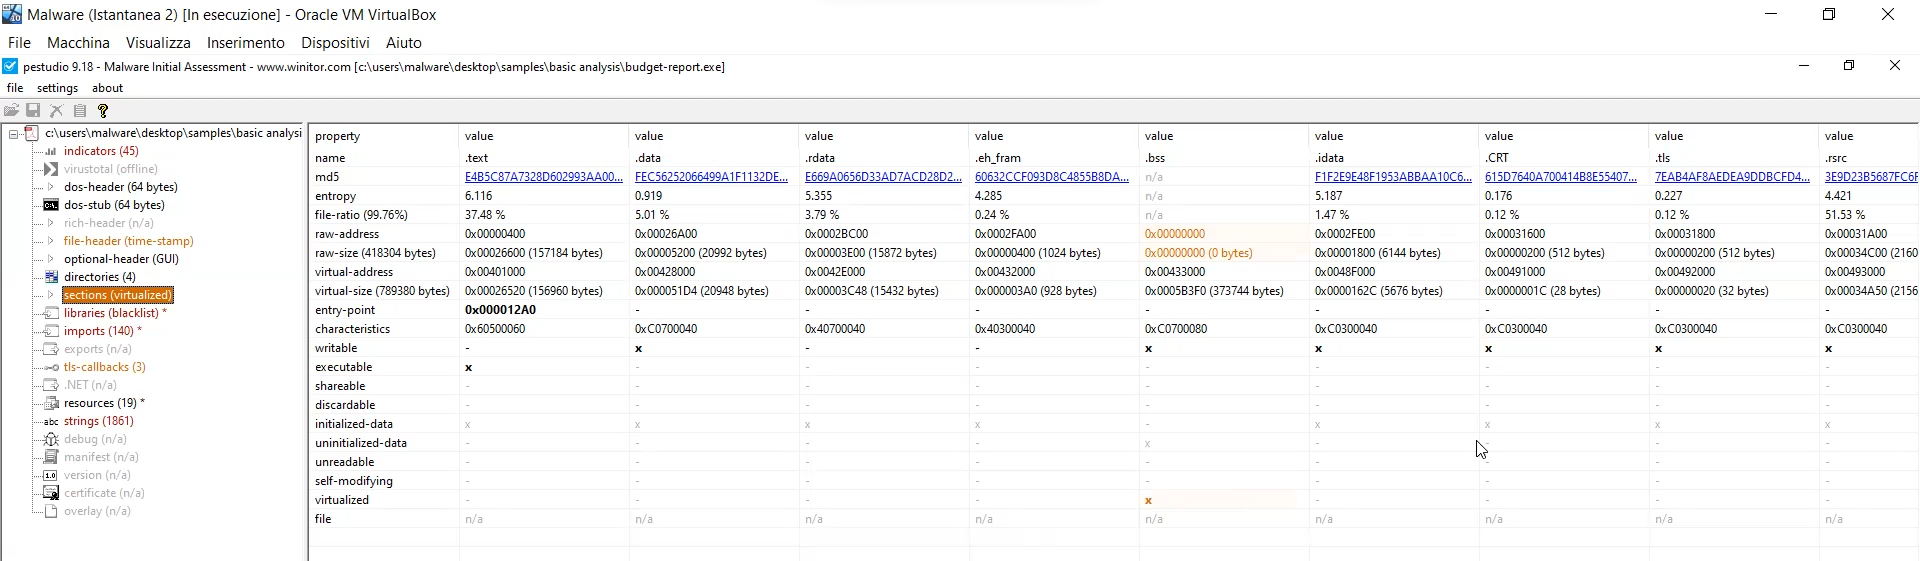 Malware (Istantanea 2) [In esecuzione] - Oracle VM VirtualBox
File Macchina Visualizza Inserimento Dispositivi Aiuto
pestudio 9.18 - Malware Initial Assessment - www.winitor.com [c:\users\malware\desktop\samples\basic analysis\budget-report.exe]
file settings about
c:\users\malware\desktop\samples\basic analysi
indicators (45)
virustotal (offline)
dos-header (64 bytes)
dos-stub (64 bytes)
rich-header (n/a)
file-header (time-stamp)
optional-header (GUI)
directories (4)
sections (virtualized)
libraries (blacklist) *
imports (140) *
exports (n/a)
tls-callbacks (3)
.NET (n/a)
resources (19) *
abc strings (1861)
debug (n/a)
manifest (n/a)
1.0 version (n/a)
certificate (n/a)
overlay (n/a)
property value value value value value value value value value
name .text .data .rdata .eh_fram .bss .idata .CRT .tls .rsrc
md5 E4B5C87A7328D602993AA00... FEC56252066499A1F1132DE... E669A0656D33AD7ACD28D2... 60632CCF093D8C4855B8DA... n/a F1F2E9E48F1953ABBAA10C6... 615D7640A700414B8E55407... 7EAB4AF8AEDEA9DDBCFD4... 3E9D23B5687FC6F
entropy 6.116 0.919 5.355 4.285 n/a 5.187 0.176 0.227 4.421
file-ratio (99.76%) 37.48 % 5.01 % 3.79 % 0.24 % n/a 1.47 % 0.12 % 0.12 % 51.53 %
raw-address 0x00000400 0x00026A00 0x0002BC00 0x0002FA00 0x00000000 0x0002FE00 0x00031600 0x00031800 0x00031A00
raw-size (418304 bytes) 0x00026600 (157184 bytes) 0x00005200 (20992 bytes) 0x00003E00 (15872 bytes) 0x00000400 (1024 bytes) 0x00000000 (0 bytes) 0x00001800 (6144 bytes) 0x00000200 (512 bytes) 0x00000200 (512 bytes) 0x00034C00 (2160
virtual-address 0x00401000 0x00428000 0x0042E000 0x00432000 0x00433000 0x0048F000 0x00491000 0x00492000 0x00493000
virtual-size (789380 bytes) 0x00026520 (156960 bytes) 0x000051D4 (20948 bytes) 0x00003C48 (15432 bytes) 0x000003A0 (928 bytes) 0x0005B3F0 (373744 bytes) 0x0000162C (5676 bytes) 0x0000001C (28 bytes) 0x00000020 (32 bytes) 0x00034A50 (2156
entry-point 0x000012A0 - - - - - - - -
characteristics 0x60500060 0xC0700040 0x40700040 0x40300040 0xC0700080 0xC0300040 0xC0300040 0xC0300040 0xC0300040
writable - x - - x x x x x
executable x - - - - - - - -
shareable - - - - - - - - -
discardable - - - - - - - - -
initialized-data x x x x - x x x x
uninitialized-data - - - - x - - - -
unreadable - - - - - - - - -
self-modifying - - - - - - - - -
virtualized - - - - x - - - -
file n/a n/a n/a n/a n/a n/a n/a n/a n/a